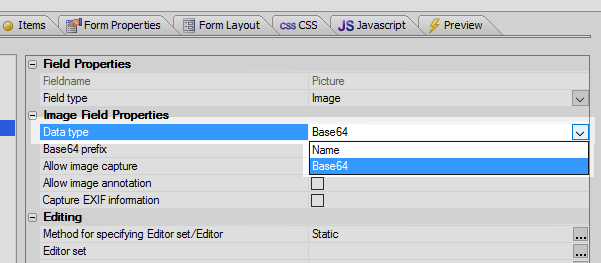 Items Form Properties Form Layout CSS CSS JS Javascript Preview
Field Properties
Fieldname Picture
Field type Image
Image Field Properties
Data type Base64
Base64 prefix Name
Allow image capture Base64
Allow image annotation
Capture EXIF information
Editing
Method for specifying Editor set/Editor Static ...
Editor set ...